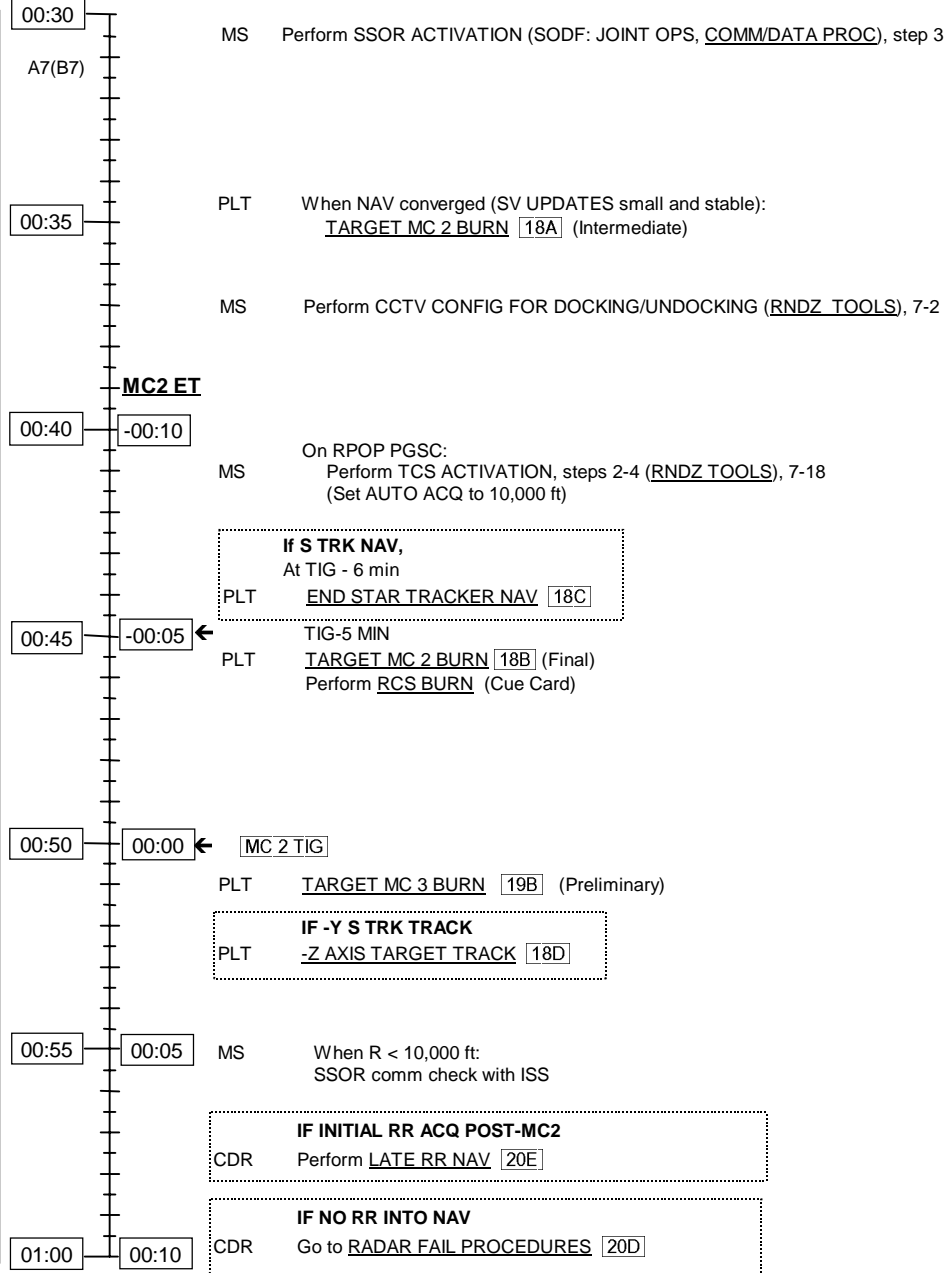 00:30
MS Perform SSOR ACTIVATION (SODF: JOINT OPS, COMM/DATA PROC), step 3
A7(B7)
PLT When NAV converged (SV UPDATES small and stable):
00:35
TARGET MC 2 BURN 18A (Intermediate)
MS Perform CCTV CONFIG FOR DOCKING/UNDOCKING (RNDZ TOOLS), 7-2
MC2 ET
00:40 -00:10
On RPOP PGSC:
MS Perform TCS ACTIVATION, steps 2-4 (RNDZ TOOLS), 7-18
(Set AUTO ACQ to 10,000 ft)
If S TRK NAV,
At TIG - 6 min
PLT END STAR TRACKER NAV 18C
00:45 -00:05 ← TIG-5 MIN
PLT TARGET MC 2 BURN 18B (Final)
Perform RCS BURN (Cue Card)
00:50 00:00 ← MC 2 TIG
PLT TARGET MC 3 BURN 19B (Preliminary)
IF -Y S TRK TRACK
PLT -Z AXIS TARGET TRACK 18D
00:55 00:05 MS When R < 10,000 ft:
SSOR comm check with ISS
IF INITIAL RR ACQ POST-MC2
CDR Perform LATE RR NAV 20E
IF NO RR INTO NAV
CDR Go to RADAR FAIL PROCEDURES 20D
01:00 00:10